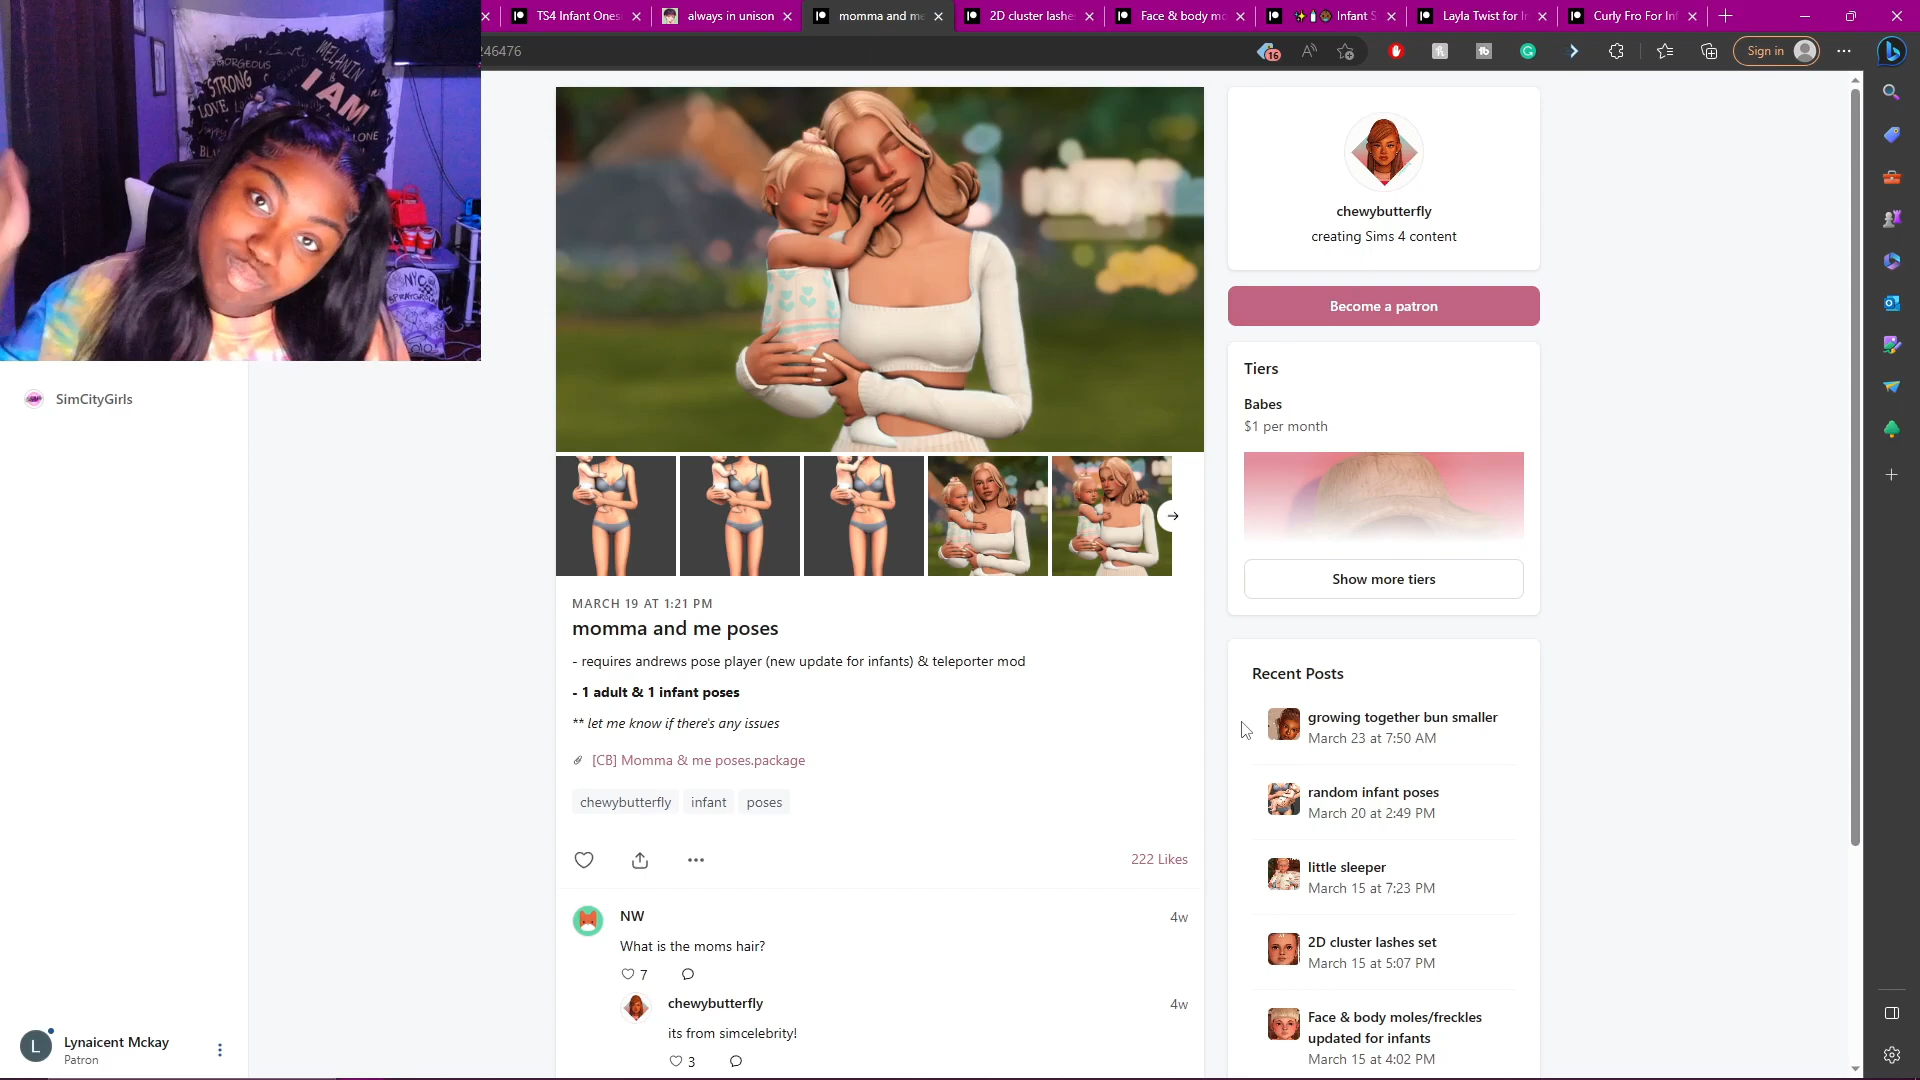 TS4 Infant Ones
always in unison
momma and me
2D cluster lashe
Face & body mo
Infant S
Layla Twist for I
Curly Fro For Inf
246476
16
Sign in
GORGEOUS
MELANIN
STRONG
I AM
LOVE
NYC
chewybutterfly
creating Sims 4 content
Become a patron
Tiers
Babes
$1 per month
Show more tiers
SimCityGirls
MARCH 19 AT 1:21 PM
momma and me poses
- requires andrews pose player (new update for infants) & teleporter mod
- 1 adult & 1 infant poses
** let me know if there's any issues
[CB] Momma & me poses.package
chewybutterfly infant poses
222 Likes
NW
4w
What is the moms hair?
7
chewybutterfly
4w
its from simcelebrity!
3
Recent Posts
growing together bun smaller
March 23 at 7:50 AM
random infant poses
March 20 at 2:49 PM
little sleeper
March 15 at 7:23 PM
2D cluster lashes set
March 15 at 5:07 PM
Face & body moles/freckles
updated for infants
March 15 at 4:02 PM
L
Lynaicent Mckay
Patron